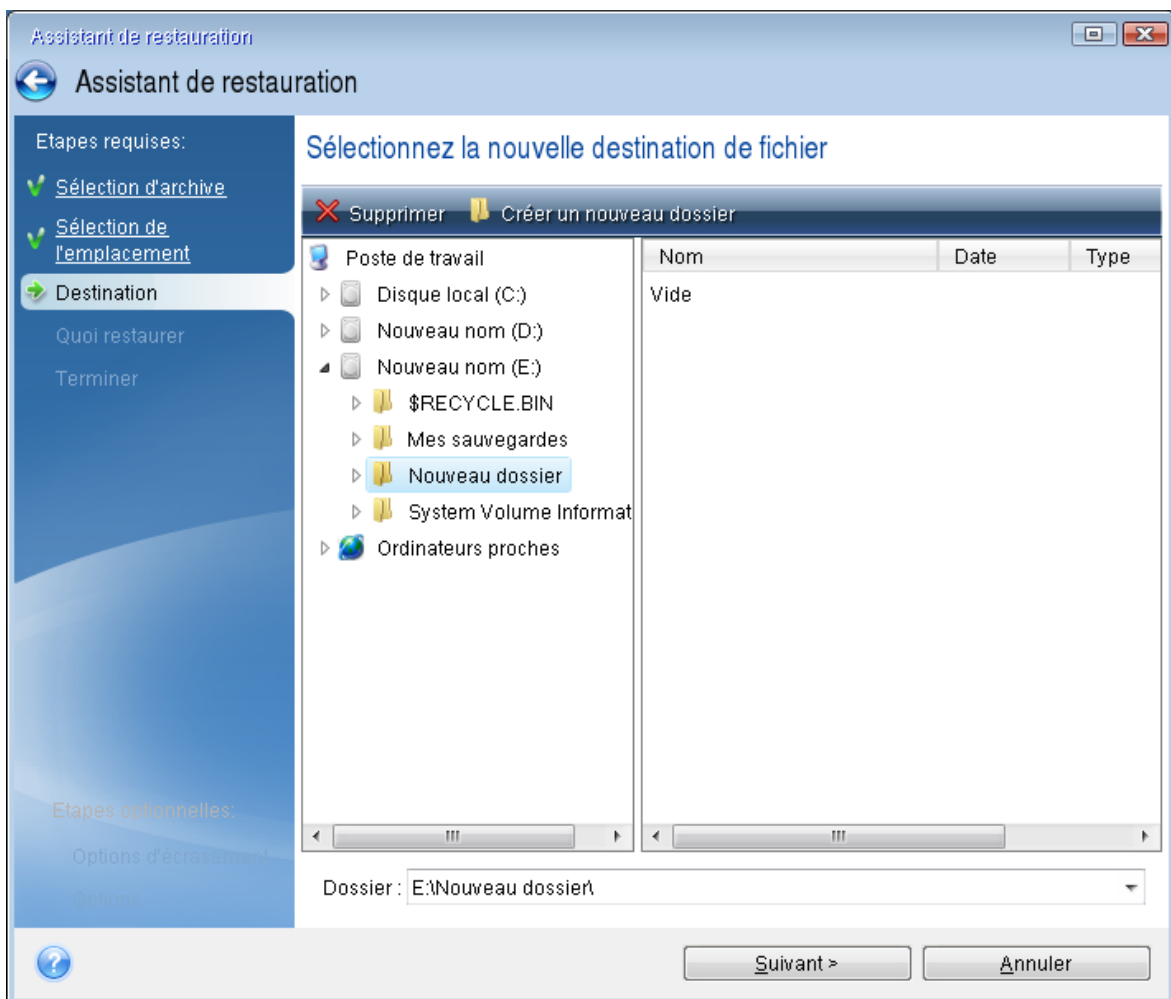 Assistant de restauration
Assistant de restauration
Etapes requises:
Sélection d'archive
Sélection de
l'emplacement
Destination
Quoi restaurer
Terminer
Etapes optionnelles:
Options d'écrasement
Options
Sélectionnez la nouvelle destination de fichier
Supprimer Créer un nouveau dossier
Poste de travail
Disque local (C:)
Nouveau nom (D:)
Nouveau nom (E:)
$RECYCLE.BIN
Mes sauvegardes
Nouveau dossier
System Volume Informat
Ordinateurs proches
Nom Date Type
Vide
Dossier : E:\Nouveau dossier\
Suivant > Annuler